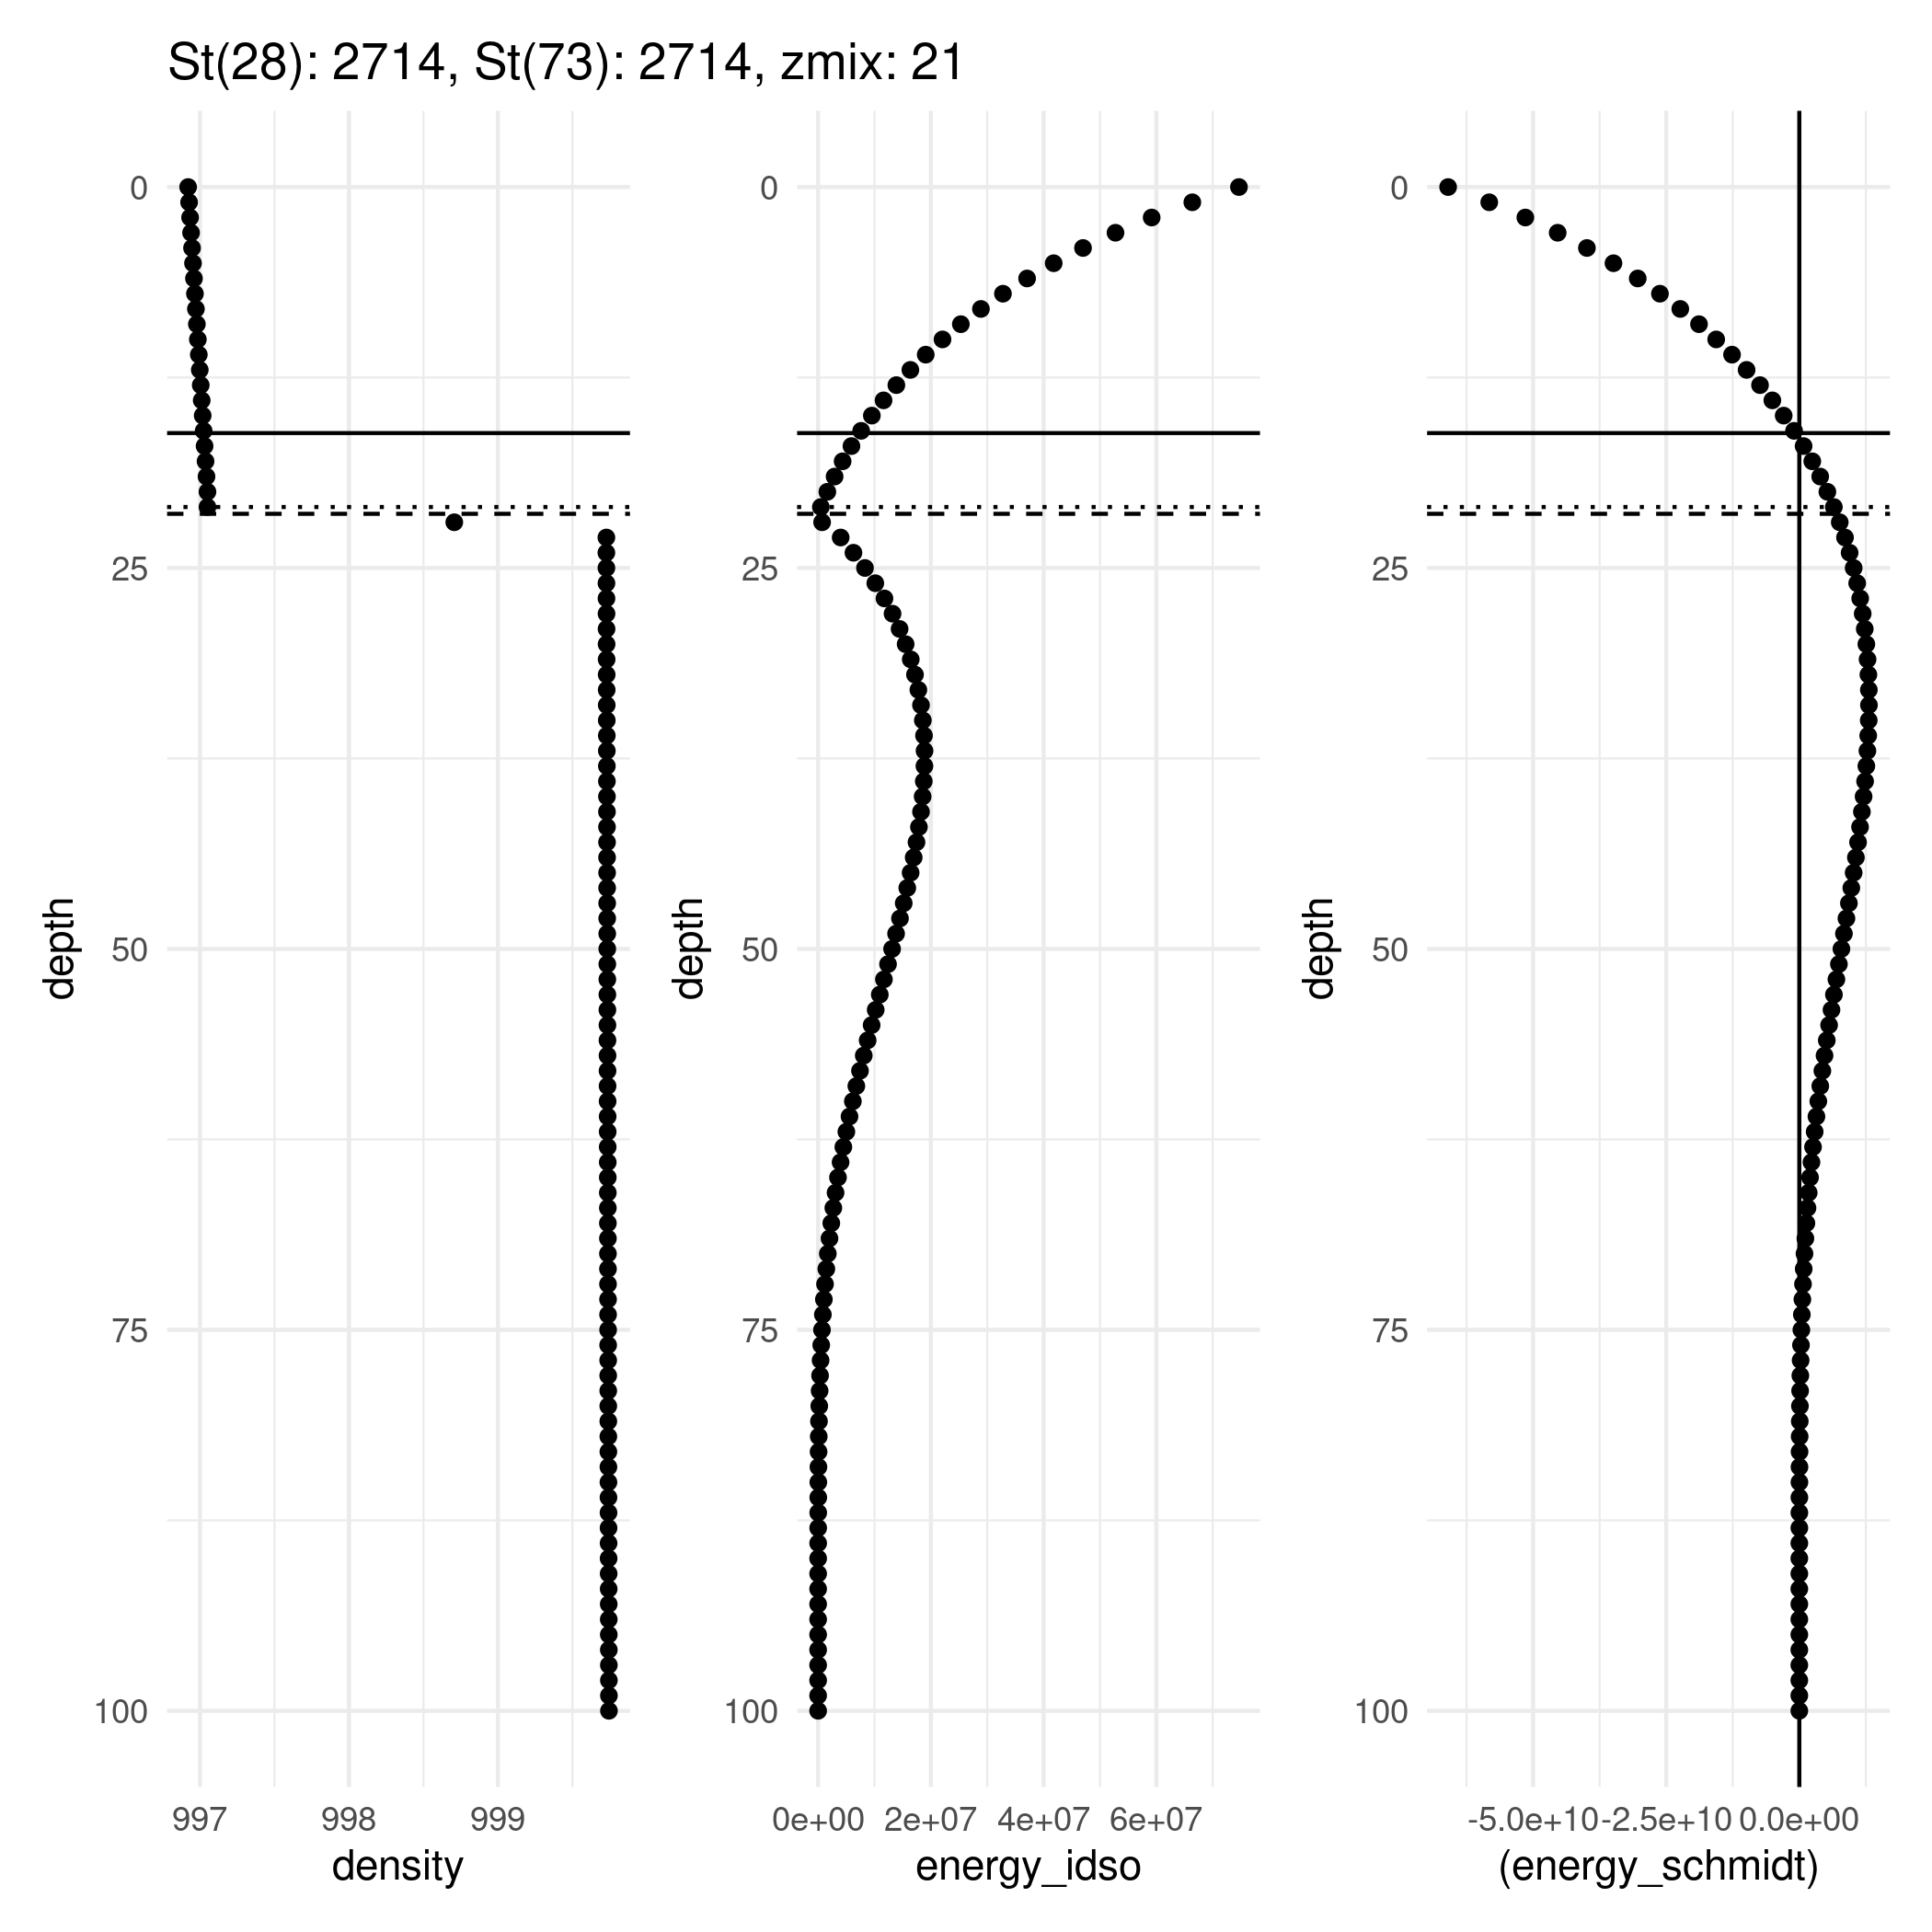 St(28): 2714, St(73): 2714, zmix: 21
0
25
50
75
100
depth
997 998 999
density
0
25
50
75
100
depth
0e+00 2e+07 4e+07 6e+07
energy_idso
0
25
50
75
100
depth
-5.0e+10 -2.5e+10 0.0e+00
(energy_schmidt)